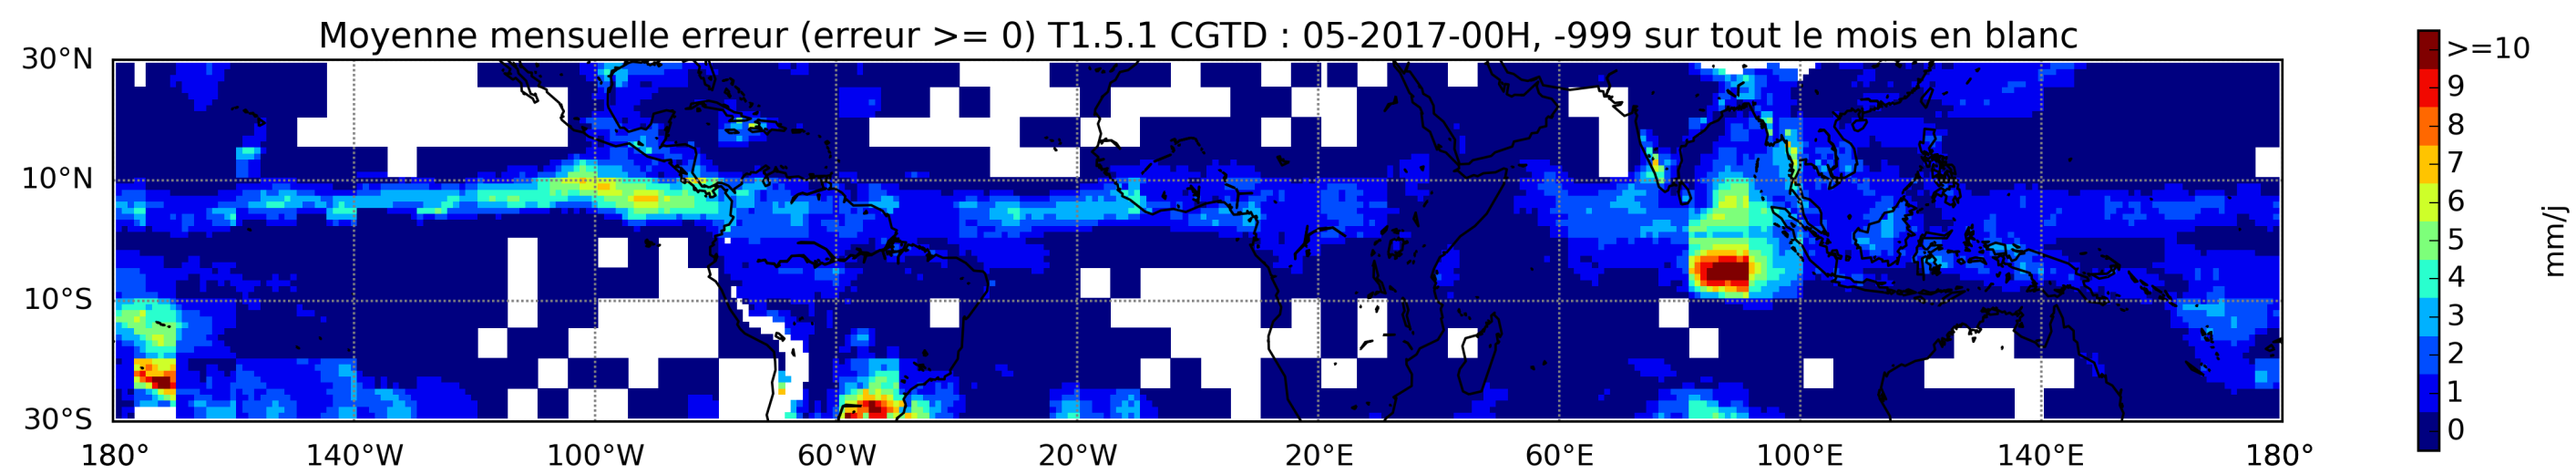 Moyenne mensuelle erreur (erreur >= 0) T1.5.1 CGTD : 05-2017-00H, -999 sur tout le mois en blanc
30°N
10°N
10°S
30°S
180° 140°W 100°W 60°W 20°W 20°E 60°E 100°E 140°E 180°
>=10
9
8
7
6
5
4
3
2
1
0
mm/j